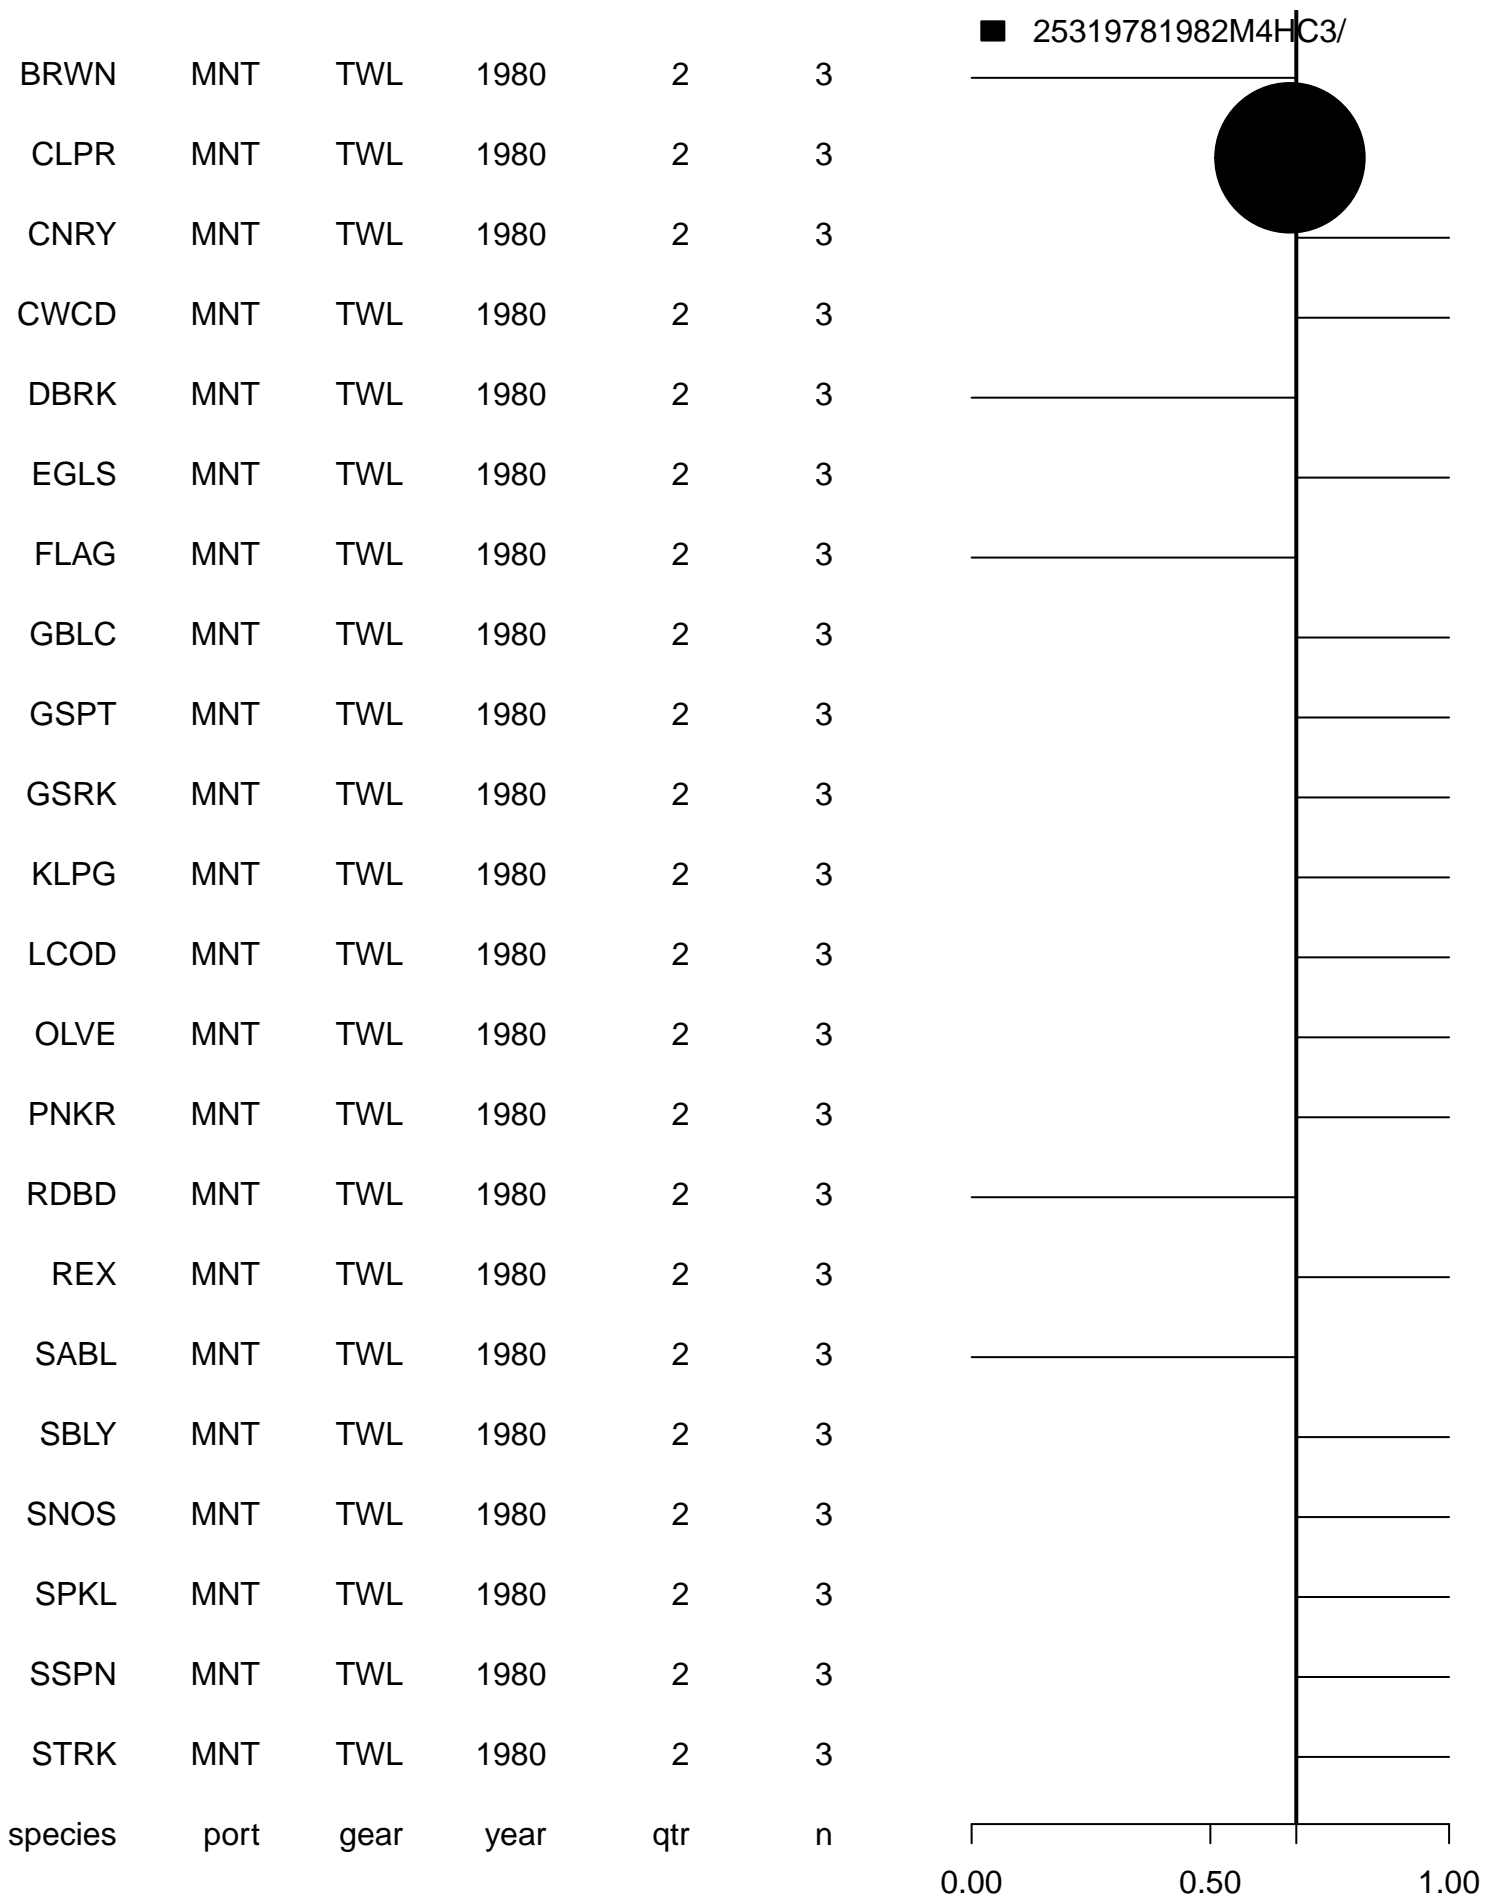 25319781982M4HC3/
BRWN MNT TWL 1980 2 3
CLPR MNT TWL 1980 2 3
CNRY MNT TWL 1980 2 3
CWCD MNT TWL 1980 2 3
DBRK MNT TWL 1980 2 3
EGLS MNT TWL 1980 2 3
FLAG MNT TWL 1980 2 3
GBLC MNT TWL 1980 2 3
GSPT MNT TWL 1980 2 3
GSRK MNT TWL 1980 2 3
KLPG MNT TWL 1980 2 3
LCOD MNT TWL 1980 2 3
OLVE MNT TWL 1980 2 3
PNKR MNT TWL 1980 2 3
RDBD MNT TWL 1980 2 3
REX MNT TWL 1980 2 3
SABL MNT TWL 1980 2 3
SBLY MNT TWL 1980 2 3
SNOS MNT TWL 1980 2 3
SPKL MNT TWL 1980 2 3
SSPN MNT TWL 1980 2 3
STRK MNT TWL 1980 2 3
species port gear year qtr n
0.00 0.50 1.00